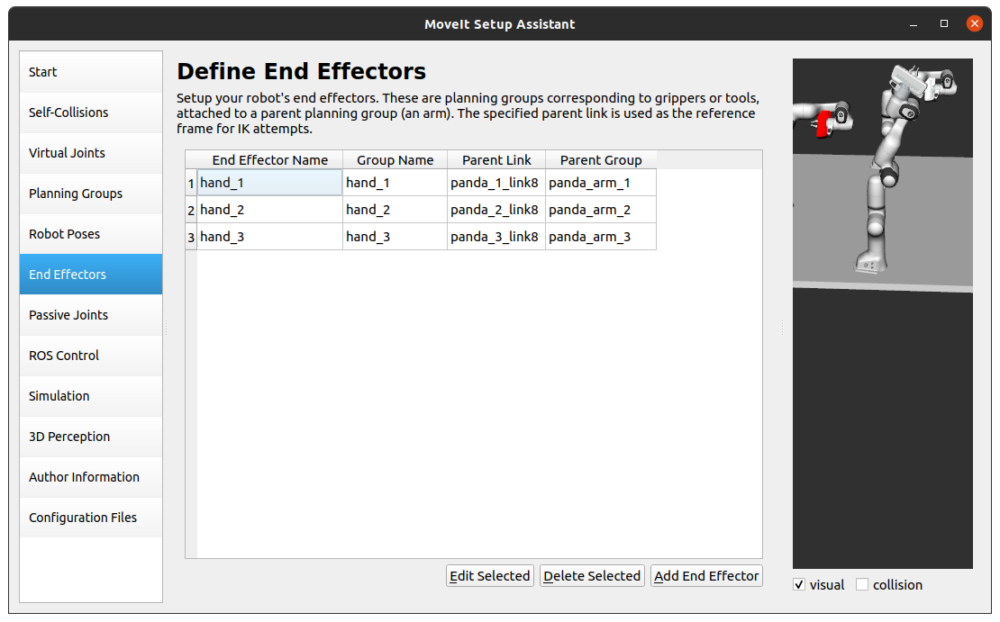 MoveIt Setup Assistant
Start
Self-Collisions
Virtual Joints
Planning Groups
Robot Poses
End Effectors
Passive Joints
ROS Control
Simulation
3D Perception
Author Information
Configuration Files
Define End Effectors
Setup your robot's end effectors. These are planning groups corresponding to grippers or tools,
attached to a parent planning group (an arm). The specified parent link is used as the reference
frame for IK attempts.
End Effector Name Group Name Parent Link Parent Group
1 hand_1 hand_1 panda_1_link8 panda_arm_1
2 hand_2 hand_2 panda_2_link8 panda_arm_2
3 hand_3 hand_3 panda_3_link8 panda_arm_3
Edit Selected Delete Selected Add End Effector
visual collision